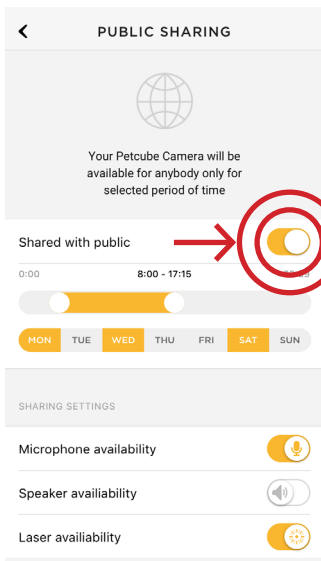 PUBLIC SHARING
Your Petcube Camera will be
available for anybody only for
selected period of time
Shared with public
0:00 8:00 - 17:15
MON TUE WED THU FRI SAT SUN
SHARING SETTINGS
Microphone availability
Speaker availiability
Laser availiability